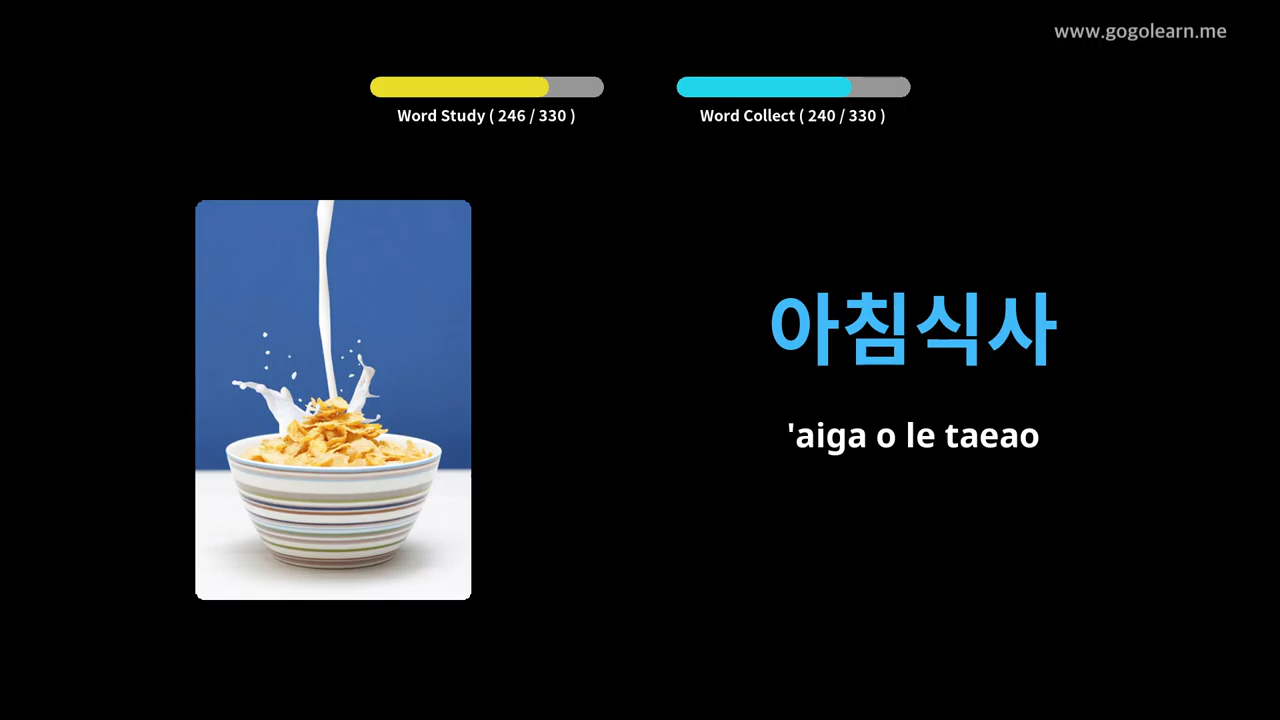 www.gogolearn.me
Word Study ( 246 / 330 )
Word Collect ( 240 / 330 )
아침식사
'aiga o le taeao